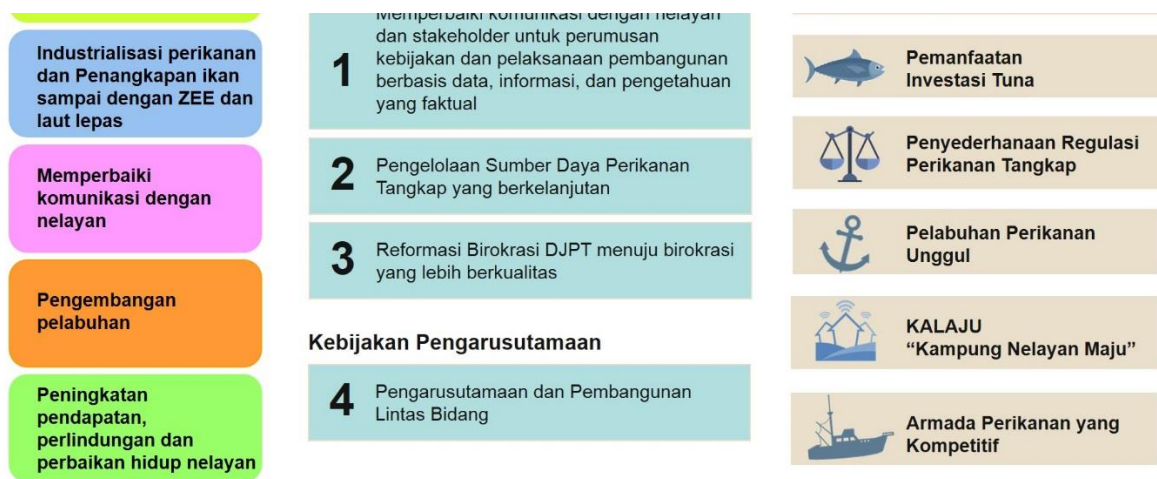 Industrialisasi perikanan
dan Penangkapan ikan
sampai dengan ZEE dan
laut lepas
Memperbaiki
komunikasi dengan
nelayan
Pengembangan
pelabuhan
Peningkatan
pendapatan,
perlindungan dan
perbaikan hidup nelayan
Memperbaiki komunikasi dengan nelayan
1
dan stakeholder untuk perumusan
kebijakan dan pelaksanaan pembangunan
berbasis data, informasi, dan pengetahuan
yang faktual
2
Pengelolaan Sumber Daya Perikanan
Tangkap yang berkelanjutan
3
Reformasi Birokrasi DJPT menuju birokrasi
yang lebih berkualitas
Kebijakan Pengarusutamaan
4
Pengarusutamaan dan Pembangunan
Lintas Bidang
Pemanfaatan
Investasi Tuna
Penyederhanaan Regulasi
Perikanan Tangkap
Pelabuhan Perikanan
Unggul
KALAJU
“Kampung Nelayan Maju”
Armada Perikanan yang
Kompetitif